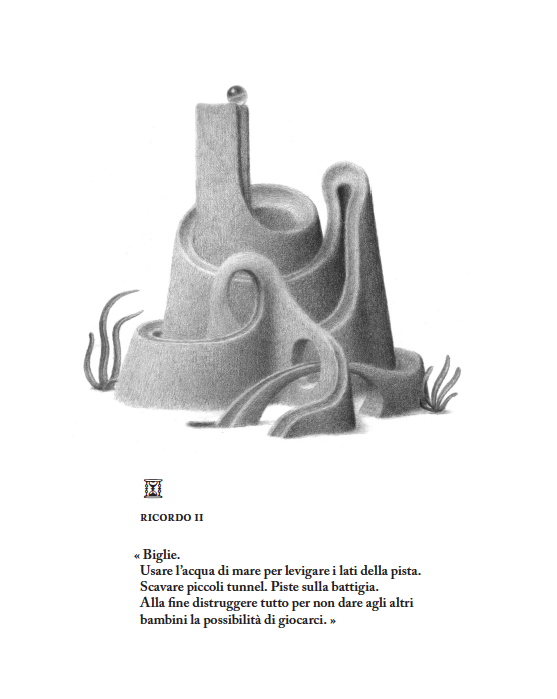 RICORDO II
« Biglie.
Usare l’acqua di mare per levigare i lati della pista.
Scavare piccoli tunnel. Piste sulla battigia.
Alla fine distruggere tutto per non dare agli altri
bambini la possibilità di giocarci. »